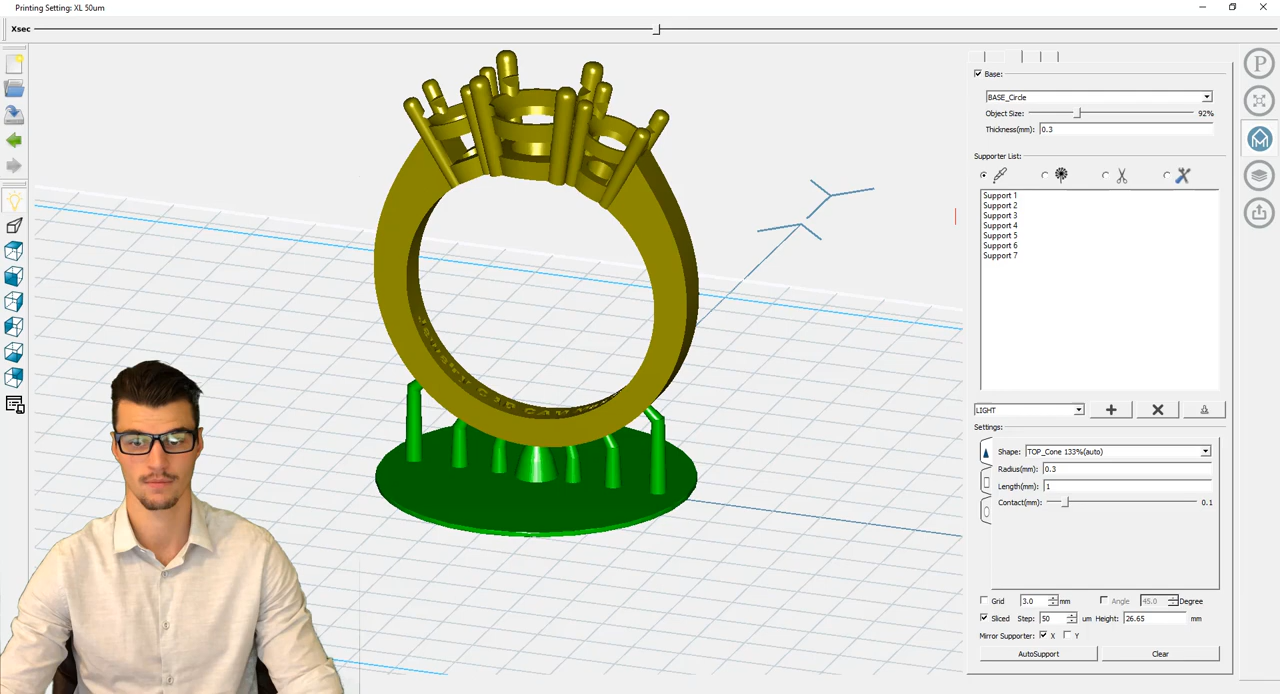 Printing Setting: XL 50um
Xsec
Base:
BASE_Circle
Object Size: 92%
Thickness(mm): 0.3
Supporter List:
Support 1
Support 2
Support 3
Support 4
Support 5
Support 6
Support 7
LIGHT
Settings:
Shape: TOP_Cone 133%(auto)
Radius(mm): 0.3
Length(mm): 1
Contact(mm): 0.1
Grid 3.0 mm Angle 45.0 Degree
Sliced Step: 50 um Height: 26.65 mm
Mirror Supporter: X Y
AutoSupport Clear
P
M